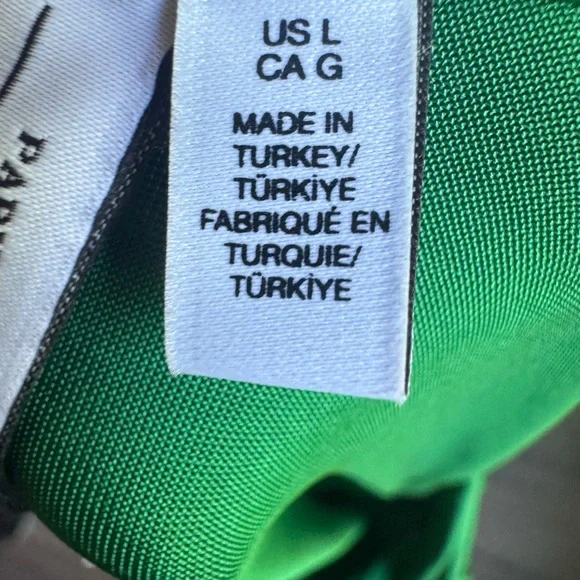 US L
CA G
MADE IN
TURKEY/
TÜRKİYE
FABRIQUÉ EN
TURQUIE/
TÜRKİYE